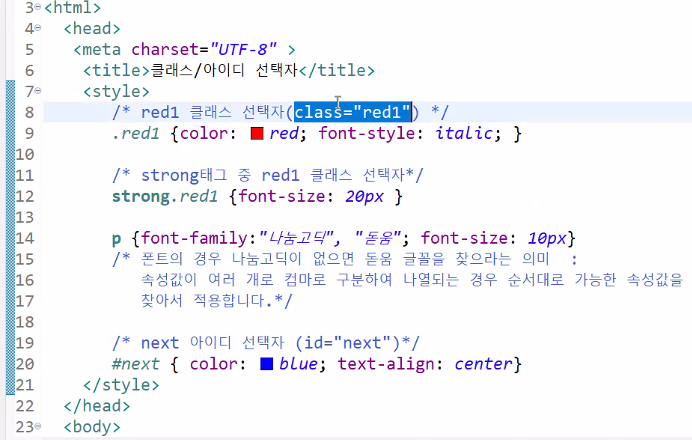 3 <html>
4 <head>
5 <meta charset="UTF-8" >
6 <title>클래스/아이디 선택자</title>
7 <style>
8 /* red1 클래스 선택자(class="red1") */
9 .red1 {color: red; font-style: italic; }
10
11 /* strong태그 중 red1 클래스 선택자*/
12 strong.red1 {font-size: 20px }
13
14 p {font-family:"나눔고딕", "돋움"; font-size: 10px}
15 /* 폰트의 경우 나눔고딕이 없으면 돋움 글꼴을 찾으라는 의미 :
16 속성값이 여러 개로 컴마로 구분하여 나열되는 경우 순서대로 가능한 속성값을
17 찾아서 적용합니다.*/
18
19 /* next 아이디 선택자 (id="next")*/
20 #next { color: blue; text-align: center}
21 </style>
22 </head>
23 <body>